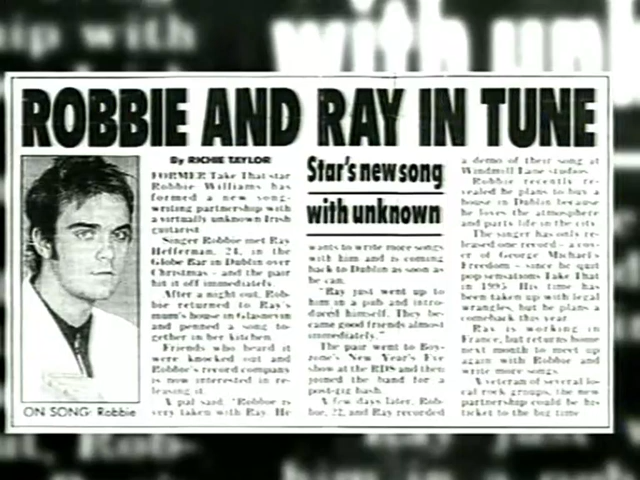 ROBBIE AND RAY IN TUNE
By RICHIE TAYLOR
FORMER Take That star
Robbie Williams has
formed a new song-
writing partnership with
a virtually unknown Irish
guitarist
Singer Robbie met Ray
Hefferman, 24, in the
Globe Bar in Dublin over
Christmas - and the pair
hit it off immediately.
After a night out, Rob-
bie returned to Ray's
mum's house in Glasnevin
and penned a song to-
gether in her kitchen.
Friends who heard it
were knocked out and
Robbie's record company
is now interested in re-
leasing it.
A pal said: "Robbie is
very taken with Ray. He
ON SONG: Robbie
Star's new song
with unknown
wants to write more songs
with him and is coming
back to Dublin as soon as
he can.
"Ray just went up to
him in a pub and intro-
duced himself. They be-
came good friends almost
immediately."
The pair went to Boy-
zone's New Year's Eve
show at the RDS and then
joined the band for a
post-gig bash.
A few days later, Rob-
bie, 22, and Ray recorded
a demo of their song at
Windmill Lane studios.
Robbie recently re-
vealed he plans to buy a
house in Dublin because
he loves the atmosphere
and parts life in the city.
The singer has only re-
leased one record - a cov-
er of George Michael's
Freedom - since he quit
pop sensations Take That
in 1995. His time has
been taken up with legal
wrangles, but he plans a
comeback this year.
Ray is working in
France, but returns home
next month to meet up
again with Robbie and
write more songs.
A veteran of several lo-
cal rock groups, the new
partnership could be his
ticket to the big time